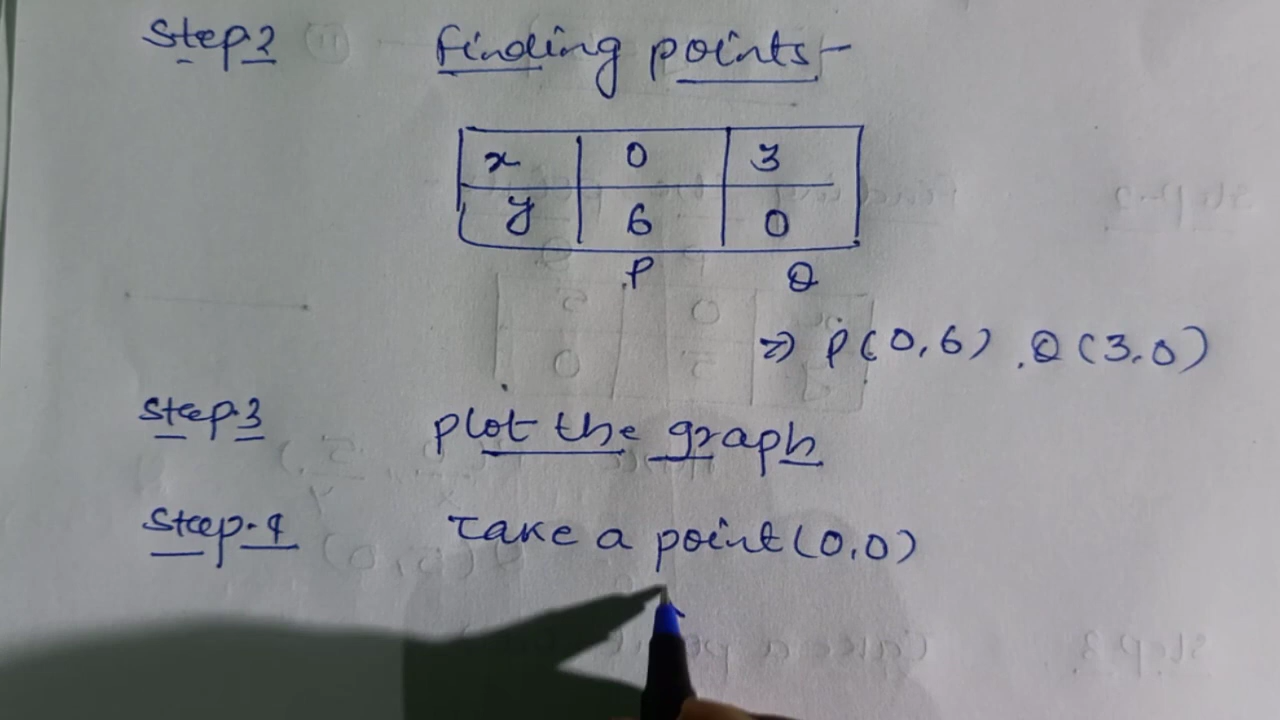 Step-2 Finding points-
x 0 3
y 6 0
P Q
⇒ P(0,6) , Q(3,0)
Step-3 plot the graph
Step-4 Take a point (0,0)